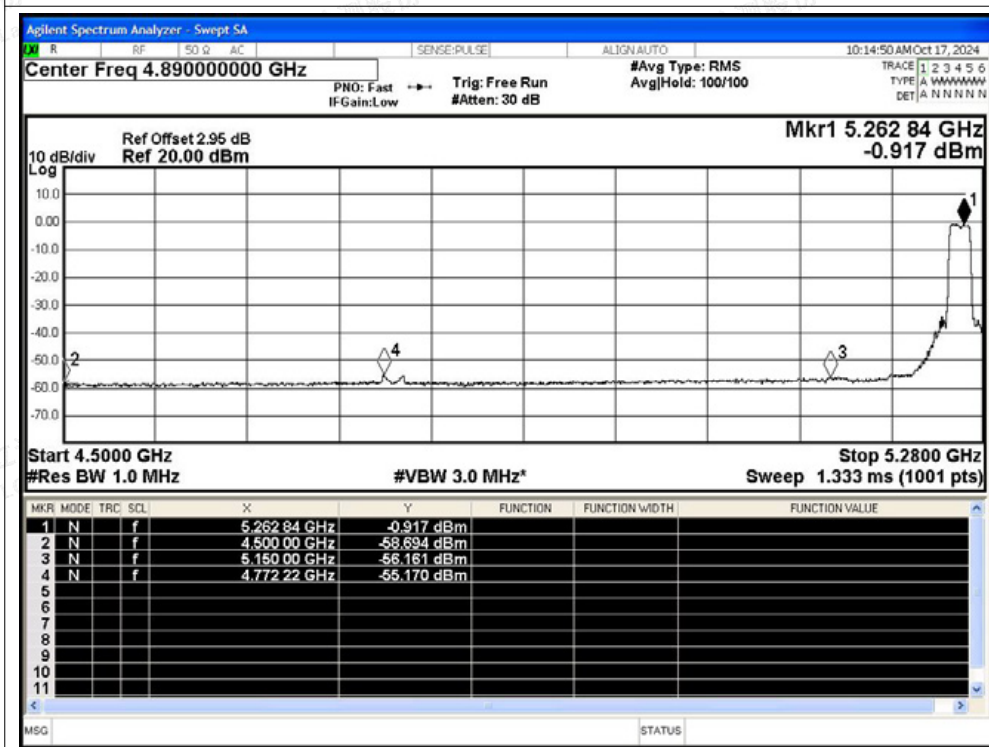 Agilent Spectrum Analyzer - Swept SA
R RF 50 Ω AC SENSE:PULSE ALIGN AUTO 10:14:50 AM Oct 17, 2024
Center Freq 4.890000000 GHz
PNO: Fast
IFGain:Low
Trig: Free Run
#Atten: 30 dB
#Avg Type: RMS
Avg|Hold: 100/100
TRACE 1 2 3 4 5 6
TYPE A WWWWW
DET A N N N N N
Ref Offset 2.95 dB
10 dB/div Ref 20.00 dBm
Log
Mkr1 5.262 84 GHz
-0.917 dBm
10.0
0.00
-10.0
-20.0
-30.0
-40.0
-50.0
-60.0
-70.0
1
2
4
3
Start 4.5000 GHz Stop 5.2800 GHz
#Res BW 1.0 MHz #VBW 3.0 MHz* Sweep 1.333 ms (1001 pts)
MKR MODE TRC SCL X Y FUNCTION FUNCTION WIDTH FUNCTION VALUE
1 N f 5.262 84 GHz -0.917 dBm
2 N f 4.500 00 GHz -58.694 dBm
3 N f 5.150 00 GHz -56.161 dBm
4 N f 4.772 22 GHz -55.170 dBm
5
6
7
8
9
10
11
MSG STATUS